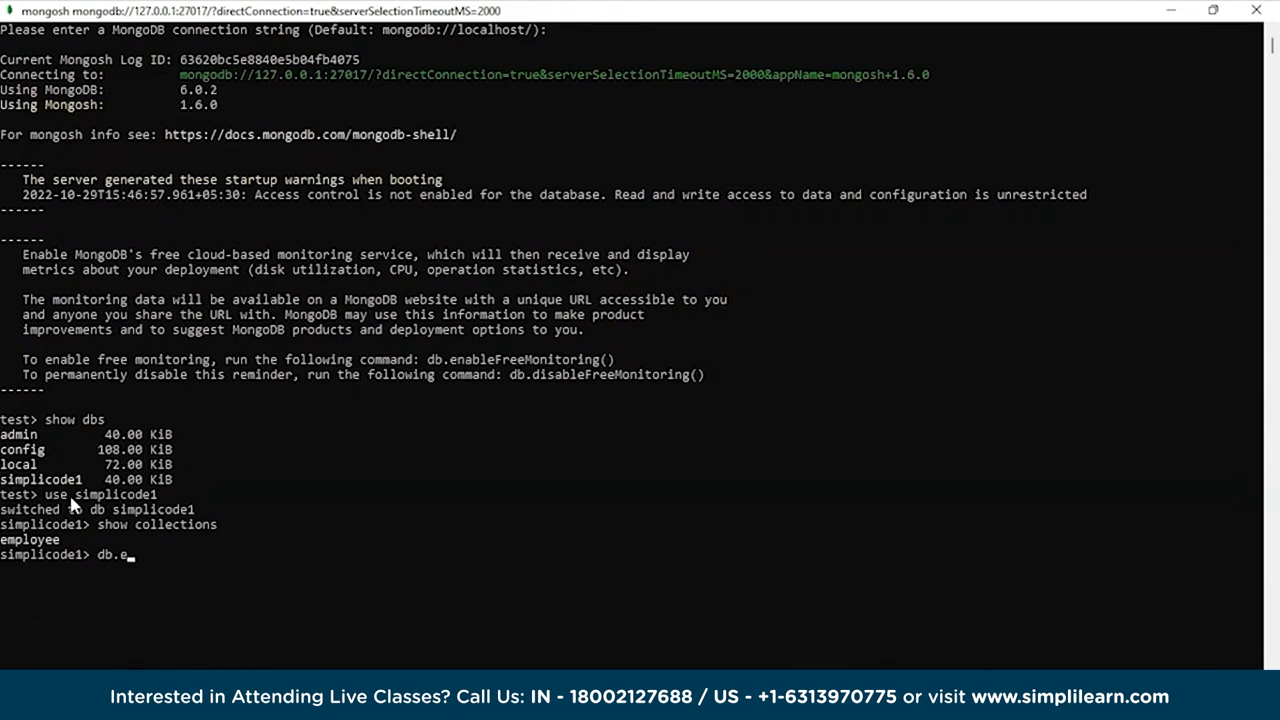 mongosh mongodb://127.0.0.1:27017/?directConnection=true&serverSelectionTimeoutMS=2000
Please enter a MongoDB connection string (Default: mongodb://localhost/):
Current Mongosh Log ID: 63620bc5e8840e5b04fb4075
Connecting to: mongodb://127.0.0.1:27017/?directConnection=true&serverSelectionTimeoutMS=2000&appName=mongosh+1.6.0
Using MongoDB: 6.0.2
Using Mongosh: 1.6.0
For mongosh info see: https://docs.mongodb.com/mongodb-shell/
------
The server generated these startup warnings when booting
2022-10-29T15:46:57.961+05:30: Access control is not enabled for the database. Read and write access to data and configuration is unrestricted
------
------
Enable MongoDB's free cloud-based monitoring service, which will then receive and display
metrics about your deployment (disk utilization, CPU, operation statistics, etc).
The monitoring data will be available on a MongoDB website with a unique URL accessible to you
and anyone you share the URL with. MongoDB may use this information to make product
improvements and to suggest MongoDB products and deployment options to you.
To enable free monitoring, run the following command: db.enableFreeMonitoring()
To permanently disable this reminder, run the following command: db.disableFreeMonitoring()
------
test> show dbs
admin 40.00 KiB
config 108.00 KiB
local 72.00 KiB
simplicode1 40.00 KiB
test> use simplicode1
switched to db simplicode1
simplicode1> show collections
employee
simplicode1> db.e_
Interested in Attending Live Classes? Call Us: IN - 18002127688 / US - +1-6313970775 or visit www.simplilearn.com